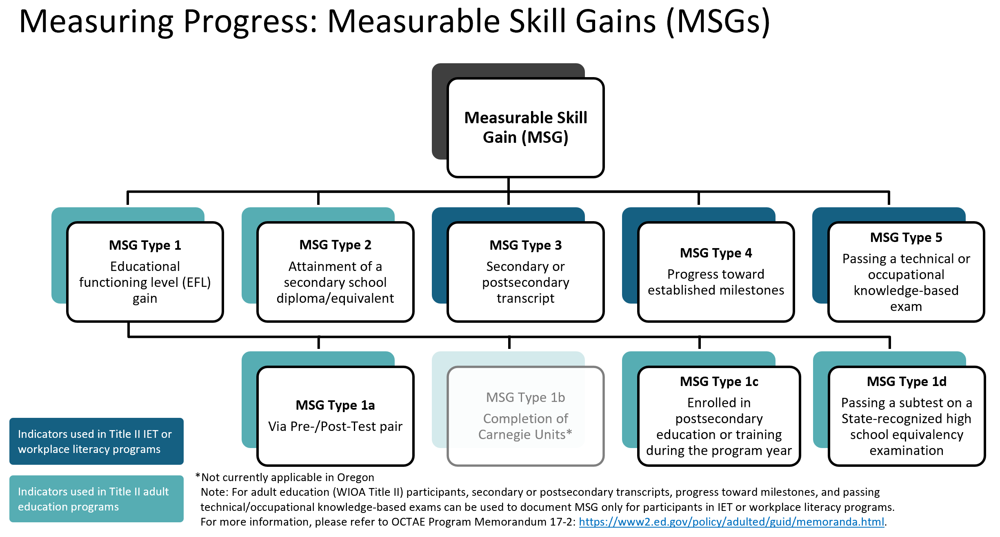 Measuring Progress: Measurable Skill Gains (MSGs)
Measurable Skill
Gain (MSG)
MSG Type 1
Educational
functioning level (EFL)
gain
MSG Type 2
Attainment of a
secondary school
diploma/equivalent
MSG Type 3
Secondary or
postsecondary
transcript
MSG Type 4
Progress toward
established milestones
MSG Type 5
Passing a technical or
occupational
knowledge-based
exam
MSG Type 1a
Via Pre-/Post-Test pair
MSG Type 1b
Completion of
Carnegie Units*
MSG Type 1c
Enrolled in
postsecondary
education or training
during the program year
MSG Type 1d
Passing a subtest on a
State-recognized high
school equivalency
examination
Indicators used in Title II IET or
workplace literacy programs
Indicators used in Title II adult
education programs
*Not currently applicable in Oregon
Note: For adult education (WIOA Title II) participants, secondary or postsecondary transcripts, progress toward milestones, and passing
technical/occupational knowledge-based exams can be used to document MSG only for participants in IET or workplace literacy programs.
For more information, please refer to OCTAE Program Memorandum 17-2: https://www2.ed.gov/policy/adulted/guid/memoranda.html.